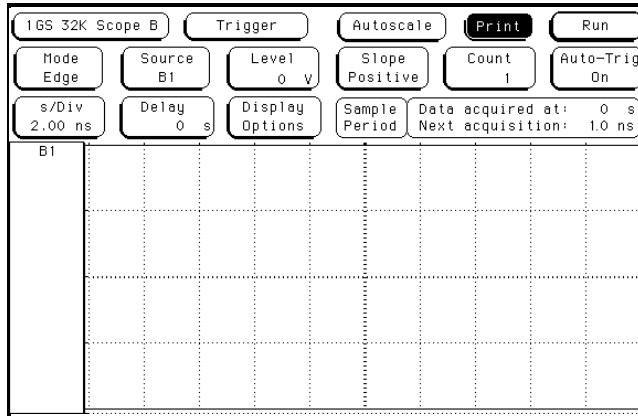 1GS 32K Scope B Trigger Autoscale Print Run
Mode Source Level Slope Count Auto-Trig
Edge B1 0 V Positive 1 On
s/Div Delay Display Sample Data acquired at: 0 s
2.00 ns 0 s Options Period Next acquisition: 1.0 ns
B1